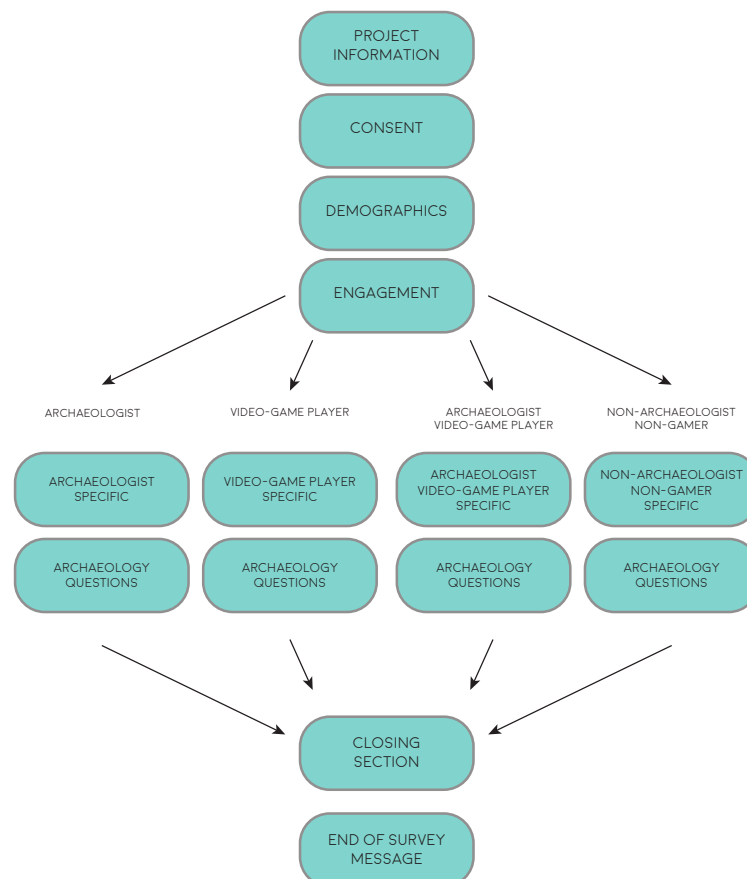 PROJECT
INFORMATION
CONSENT
DEMOGRAPHICS
ENGAGEMENT
ARCHAEOLOGIST
VIDEO-GAME PLAYER
ARCHAEOLOGIST
VIDEO-GAME PLAYER
NON-ARCHAEOLOGIST
NON-GAMER
ARCHAEOLOGIST
SPECIFIC
VIDEO-GAME PLAYER
SPECIFIC
ARCHAEOLOGIST
VIDEO-GAME PLAYER
SPECIFIC
NON-ARCHAEOLOGIST
NON-GAMER
SPECIFIC
ARCHAEOLOGY
QUESTIONS
ARCHAEOLOGY
QUESTIONS
ARCHAEOLOGY
QUESTIONS
ARCHAEOLOGY
QUESTIONS
CLOSING
SECTION
END OF SURVEY
MESSAGE